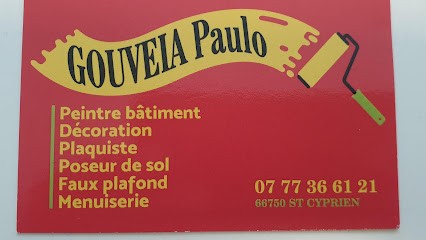 GOUVEIA Paulo
Peintre bâtiment
Décoration
Plaquiste
Poseur de sol
Faux plafond
Menuiserie
07 77 36 61 21
66750 ST CYPRIEN